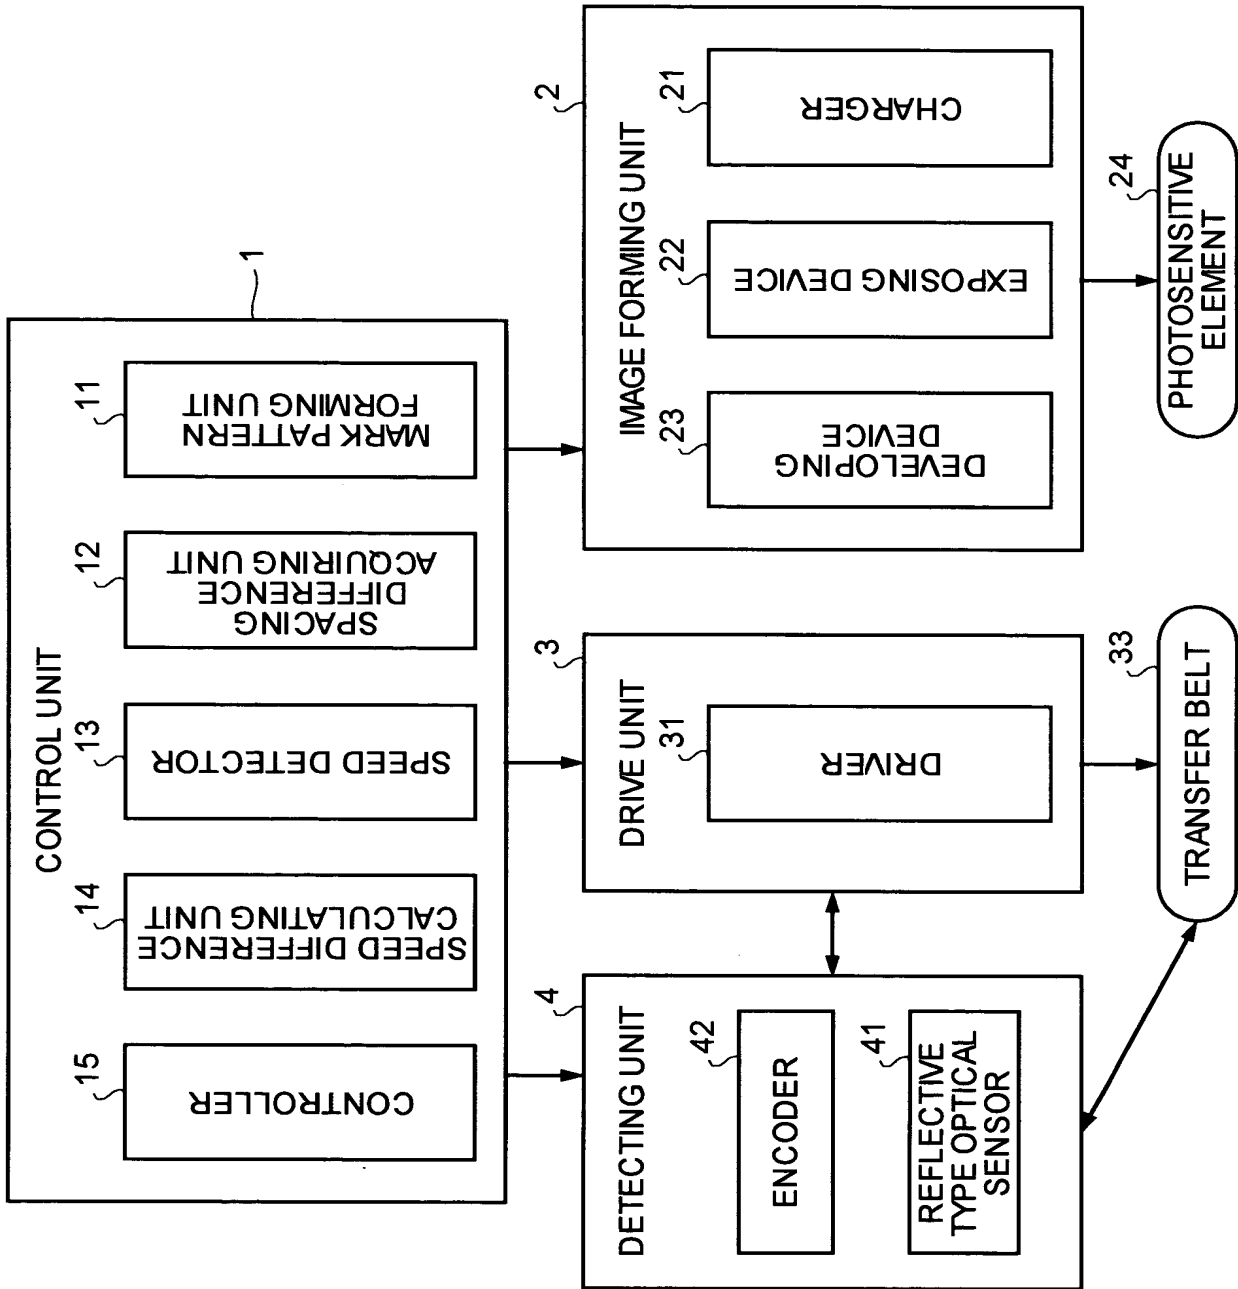 CONTROL UNIT
1
15
CONTROLLER
14
SPEED DIFFERENCE
CALCULATING UNIT
13
SPEED DETECTOR
12
SPACING
DIFFERENCE
ACQUIRING UNIT
11
MARK PATTERN
FORMING UNIT
DETECTING UNIT
4
42
ENCODER
41
REFLECTIVE
TYPE OPTICAL
SENSOR
DRIVE UNIT
3
31
DRIVER
IMAGE FORMING UNIT
2
23
DEVELOPING
DEVICE
22
EXPOSING DEVICE
21
CHARGER
33
TRANSFER BELT
24
PHOTOSENSITIVE
ELEMENT